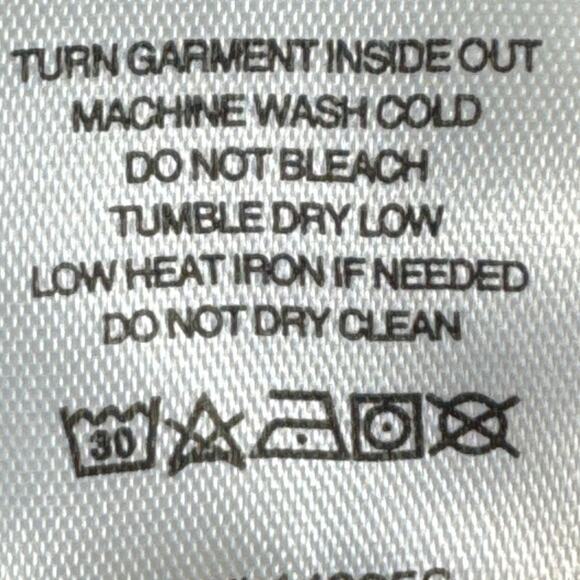 TURN GARMENT INSIDE OUT
MACHINE WASH COLD
DO NOT BLEACH
TUMBLE DRY LOW
LOW HEAT IRON IF NEEDED
DO NOT DRY CLEAN
30